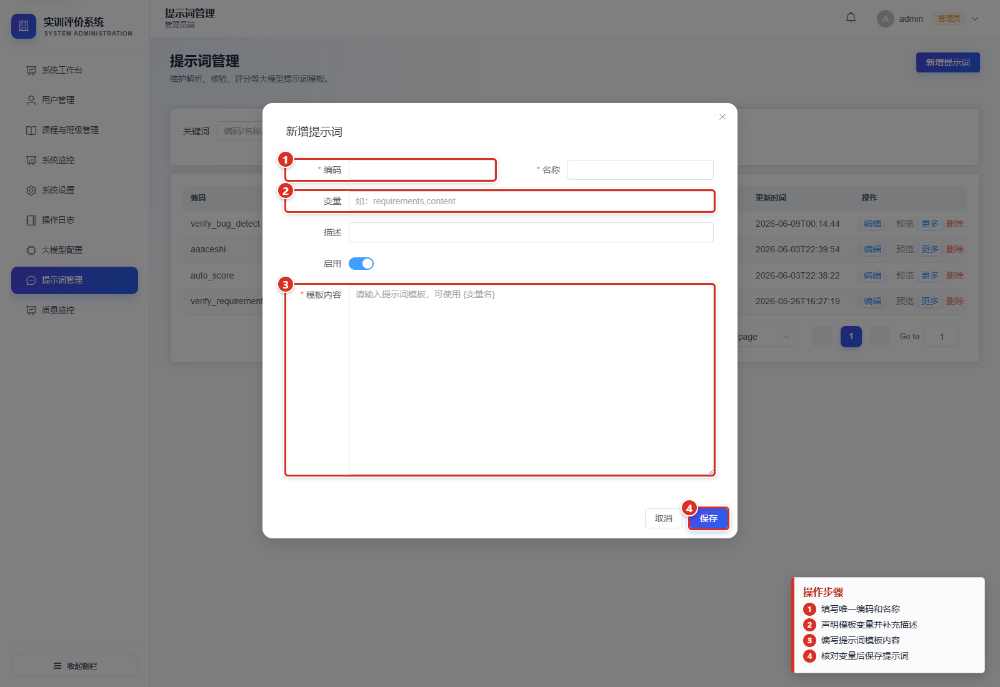 实训评价系统
SYSTEM ADMINISTRATION
系统工作台
用户管理
课程与班级管理
系统监控
系统设置
操作日志
大模型配置
提示词管理
质量监控
收起侧栏
提示词管理
管理员端
A admin 管理员
提示词管理
维护解析、核验、评分等大模型提示词模板。
新增提示词
关键词 编码/名称
编码 更新时间 操作
verify_bug_detect 2026-06-09T00:14:44 编辑 预览 更多 删除
aaaceshi 2026-06-03T22:39:54 编辑 预览 更多 删除
auto_score 2026-06-03T22:38:22 编辑 预览 更多 删除
verify_requirement 2026-05-26T16:27:19 编辑 预览 更多 删除
page 1 Go to 1
新增提示词
1 * 编码 * 名称
2 变量 如：requirements,content
描述
启用
3 * 模板内容 请输入提示词模板，可使用 {变量名}
取消 4 保存
操作步骤
1 填写唯一编码和名称
2 声明模板变量并补充描述
3 编写提示词模板内容
4 核对变量后保存提示词